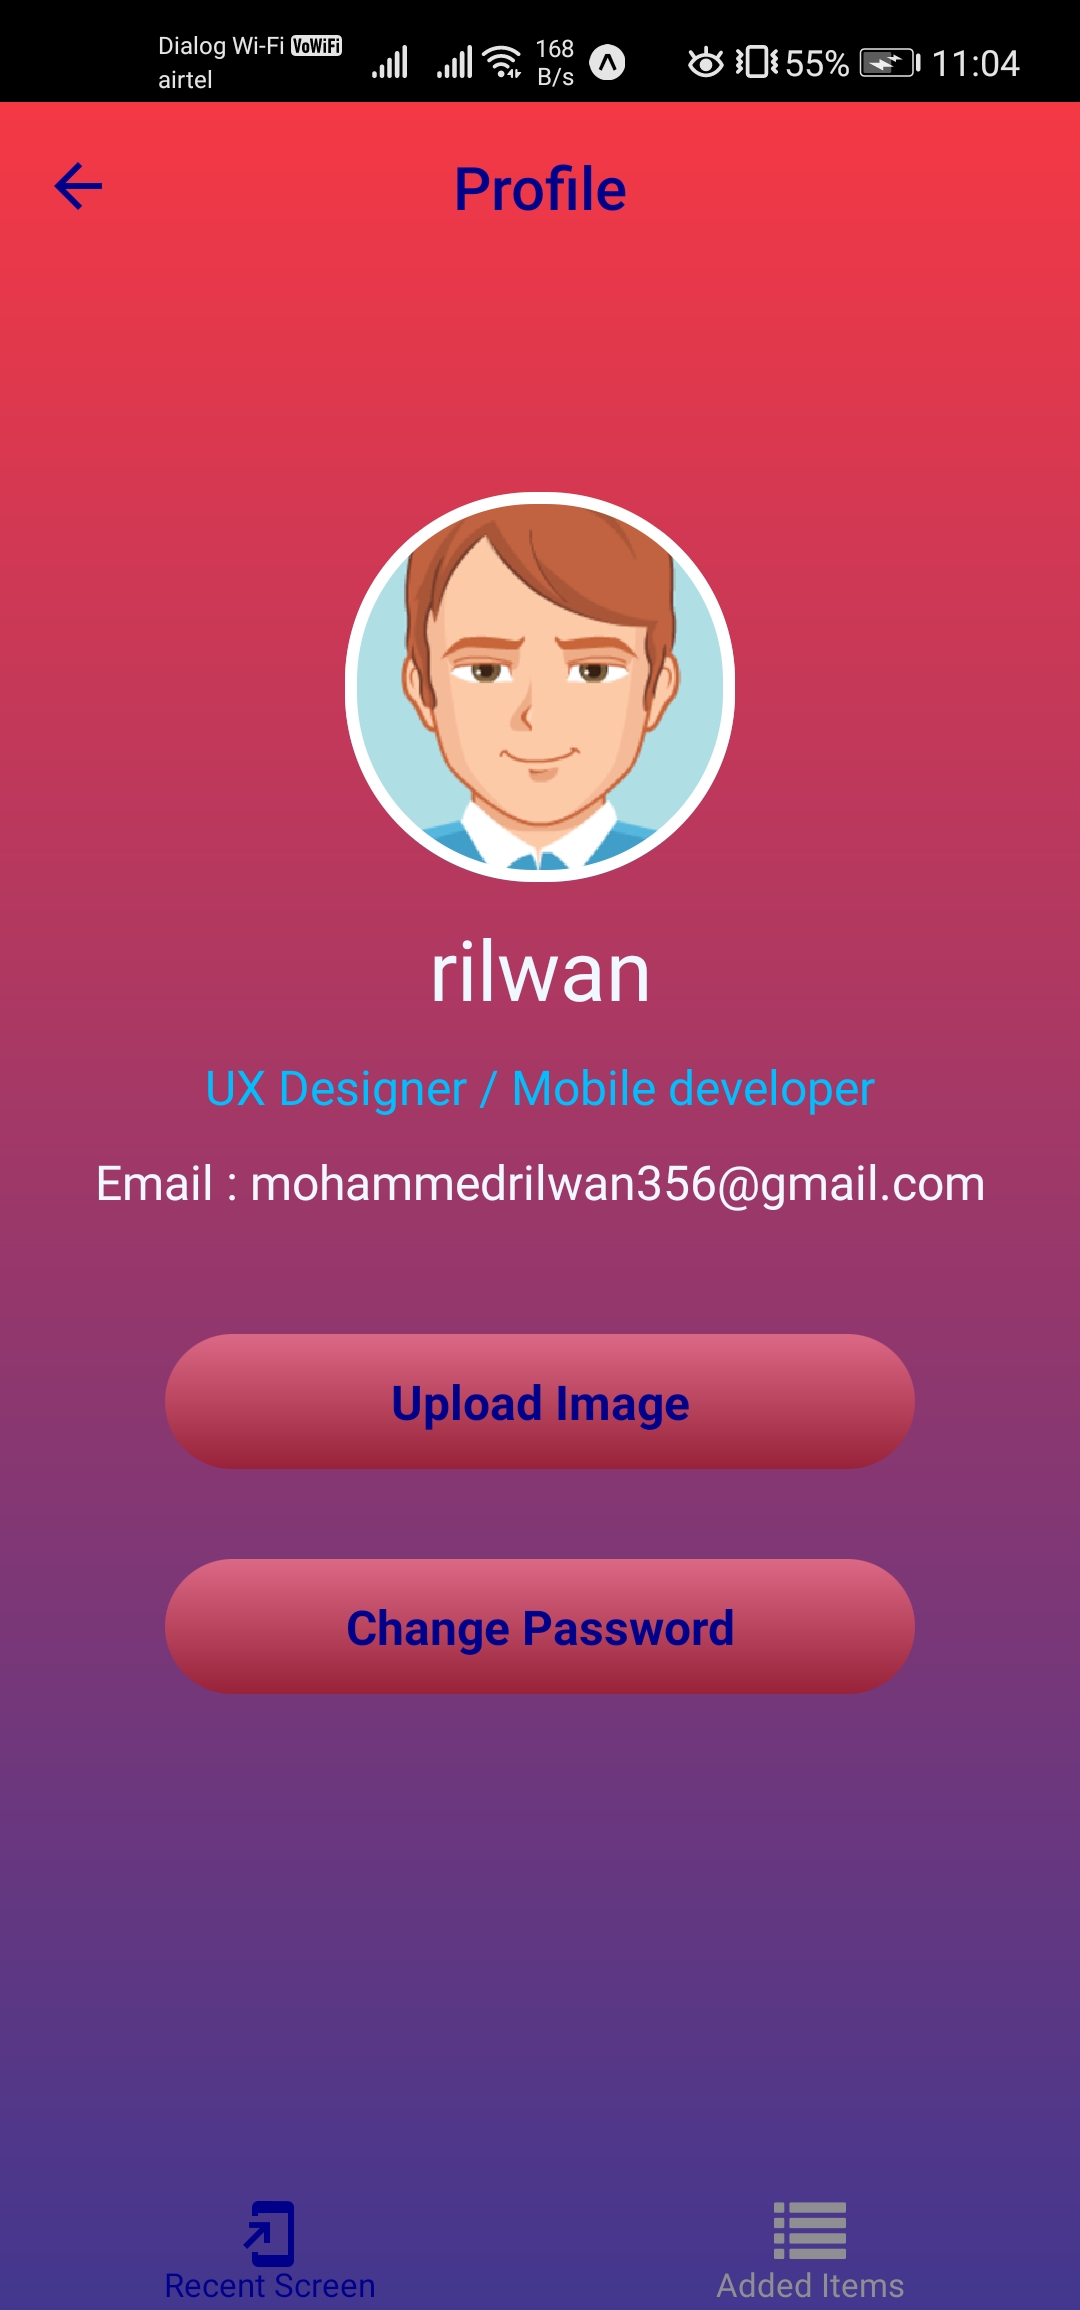 Dialog Wi-Fi VoWiFi
airtel
168
B/s
55%
11:04
Profile
rilwan
UX Designer / Mobile developer
Email : mohammedrilwan356@gmail.com
Upload Image
Change Password
Recent Screen
Added Items